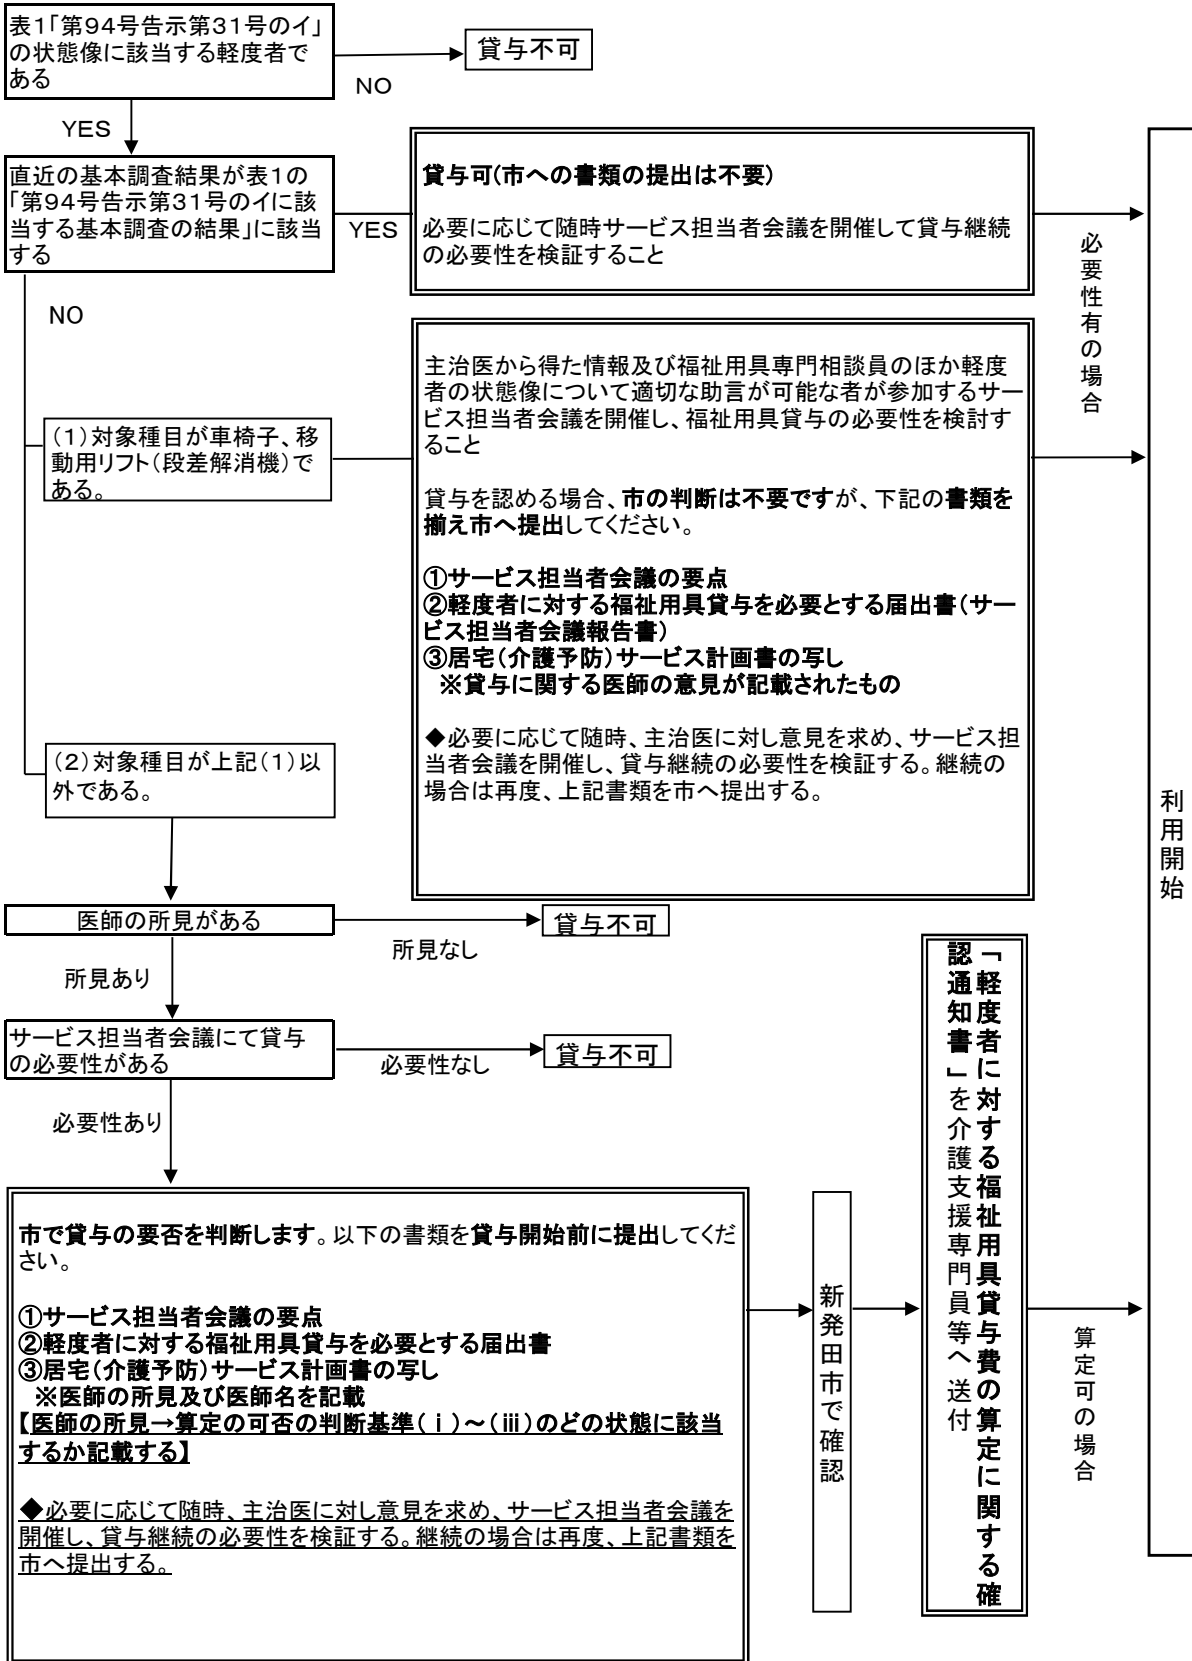 表1「第94号告示第31号のイ」
の状態像に該当する軽度者で
ある
貸与不可
NO
YES
直近の基本調査結果が表1の
「第94号告示第31号のイに該
当する基本調査の結果」に該当
する
YES
貸与可(市への書類の提出は不要)
必要に応じて随時サービス担当者会議を開催して貸与継続
の必要性を検証すること
必要性有の場合
NO
(1)対象種目が車椅子、移
動用リフト(段差解消機)で
ある。
主治医から得た情報及び福祉用具専門相談員のほか軽度
者の状態像について適切な助言が可能な者が参加するサー
ビス担当者会議を開催し、福祉用具貸与の必要性を検討す
ること
貸与を認める場合、市の判断は不要ですが、下記の書類を
揃え市へ提出してください。
①サービス担当者会議の要点
②軽度者に対する福祉用具貸与を必要とする届出書(サー
ビス担当者会議報告書)
③居宅(介護予防)サービス計画書の写し
※貸与に関する医師の意見が記載されたもの
◆必要に応じて随時、主治医に対し意見を求め、サービス担
当者会議を開催し、貸与継続の必要性を検証する。継続の
場合は再度、上記書類を市へ提出する。
(2)対象種目が上記(1)以
外である。
利用開始
医師の所見がある
所見なし
貸与不可
所見あり
サービス担当者会議にて貸与
の必要性がある
必要性なし
貸与不可
必要性あり
市で貸与の要否を判断します。以下の書類を貸与開始前に提出してくだ
さい。
①サービス担当者会議の要点
②軽度者に対する福祉用具貸与を必要とする届出書
③居宅(介護予防)サービス計画書の写し
※医師の所見及び医師名を記載
【医師の所見→算定の可否の判断基準(ⅰ)~(ⅲ)のどの状態に該当
するか記載する】
◆必要に応じて随時、主治医に対し意見を求め、サービス担当者会議を
開催し、貸与継続の必要性を検証する。継続の場合は再度、上記書類を
市へ提出する。
新発田市で確認
「軽度者に対する福祉用具貸与費の算定に関する確
認通知書」を介護支援専門員等へ送付
算定可の場合